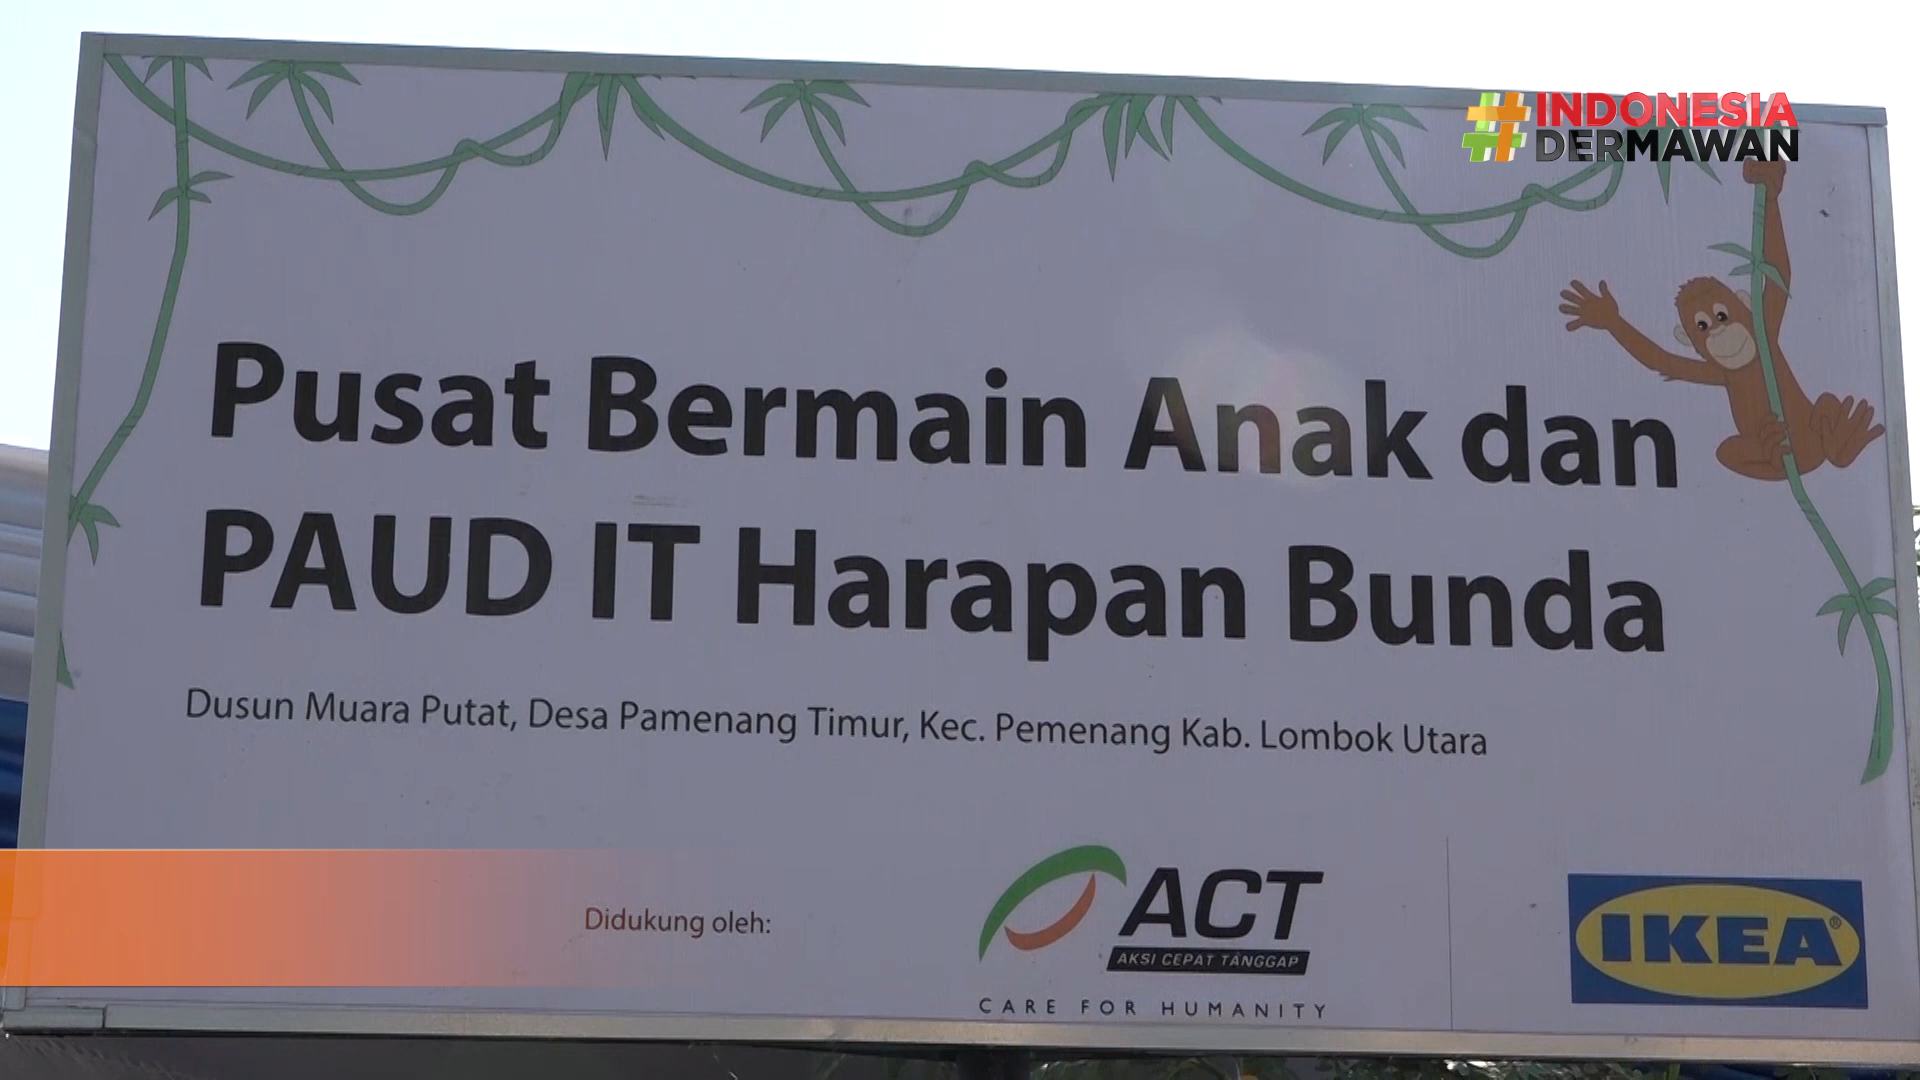 #INDONESIA
DERMAWAN
Pusat Bermain Anak dan
PAUD IT Harapan Bunda
Dusun Muara Putat, Desa Pamenang Timur, Kec. Pemenang Kab. Lombok Utara
Didukung oleh:
ACT
AKSI CEPAT TANGGAP
CARE FOR HUMANITY
IKEA®